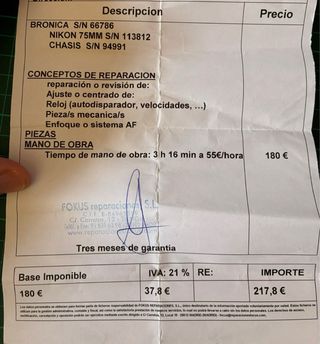 Descripcion Precio
BRONICA S/N 66786
NIKON 75MM S/N 113812
CHASIS S/N 94991
CONCEPTOS DE REPARACION
reparación o revisión de:
Ajuste o centrado de:
Reloj (autodisparador, velocidades, ...)
Pieza/s mecanica/s
Enfoque o sistema AF
PIEZAS
MANO DE OBRA
Tiempo de mano de obra: 3 h 16 min a 55€/hora 180 €
FOKUS reparaciones, S.L.
Tres meses de garantia
Base Imponible IVA: 21 % RE: IMPORTE
180 € 37,8 € 217,8 €